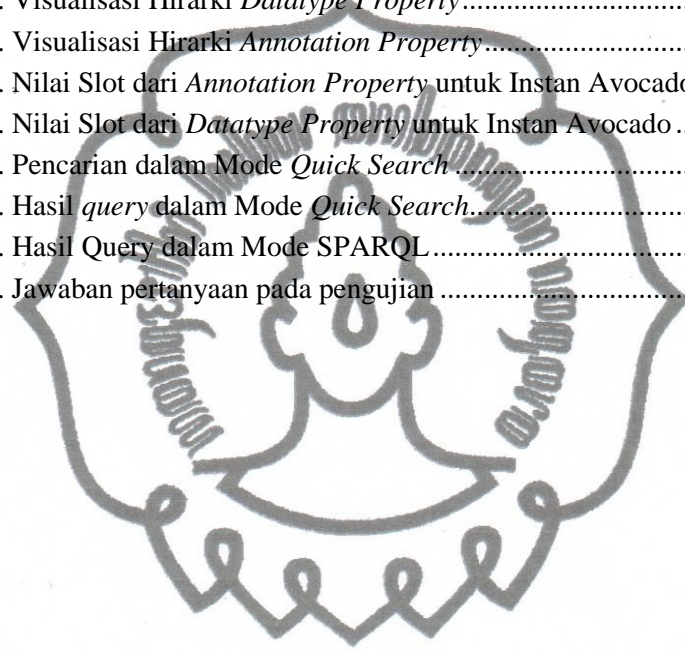 . Visualisasi Hirarki Datatype Property
. Visualisasi Hirarki Annotation Property
. Nilai Slot dari Annotation Property untuk Instan Avocado
. Nilai Slot dari Datatype Property untuk Instan Avocado
. Pencarian dalam Mode Quick Search
. Hasil query dalam Mode Quick Search
. Hasil Query dalam Mode SPARQL
. Jawaban pertanyaan pada pengujian